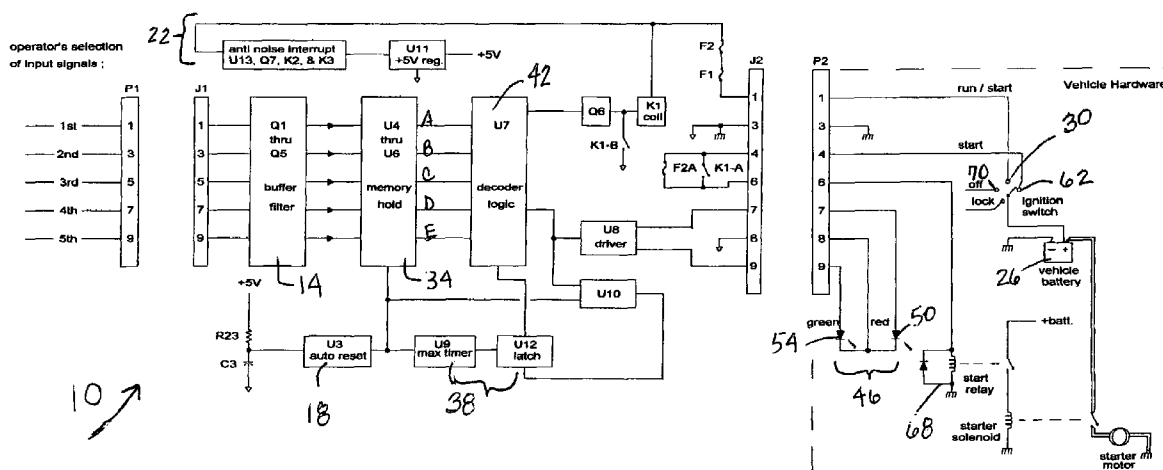 22
operator's selection
of input signals ;
anti noise interrupt
U13, Q7, K2, & K3
U11
+5V reg.
+5V
42
F2
F1
J2
P2
Vehicle Hardware
P1
J1
run / start
1st
2nd
3rd
4th
5th
1
3
5
7
9
1
3
5
7
9
Q1
thru
Q5
buffer
filter
14
U4
thru
U6
memory
hold
34
A
B
C
D
E
U7
decoder
logic
Q6
K1
coil
K1-B
F2A
K1-A
U8
driver
U10
1
3
4
6
7
8
9
1
3
4
6
7
8
9
start
30
70
off
lock
62
ignition
switch
- +
26
vehicle
battery
+5V
R23
C3
U3
auto reset
18
U9
max timer
U12
latch
38
10
green
red
50
54
46
68
+batt.
start
relay
starter
solenoid
starter
motor